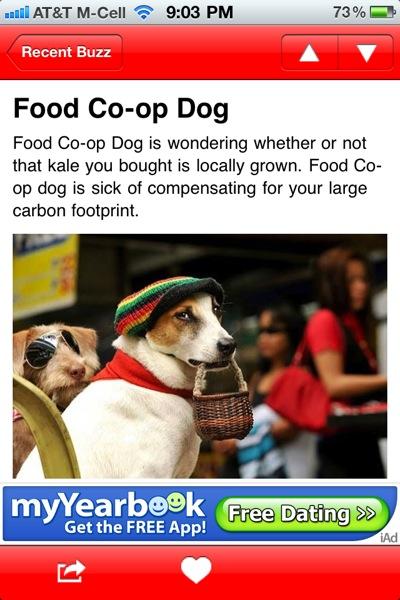 AT&T M-Cell 9:03 PM 73%
Recent Buzz
Food Co-op Dog
Food Co-op Dog is wondering whether or not
that kale you bought is locally grown. Food Co-
op dog is sick of compensating for your large
carbon footprint.
myYearbook Free Dating >>
Get the FREE App!
iAd